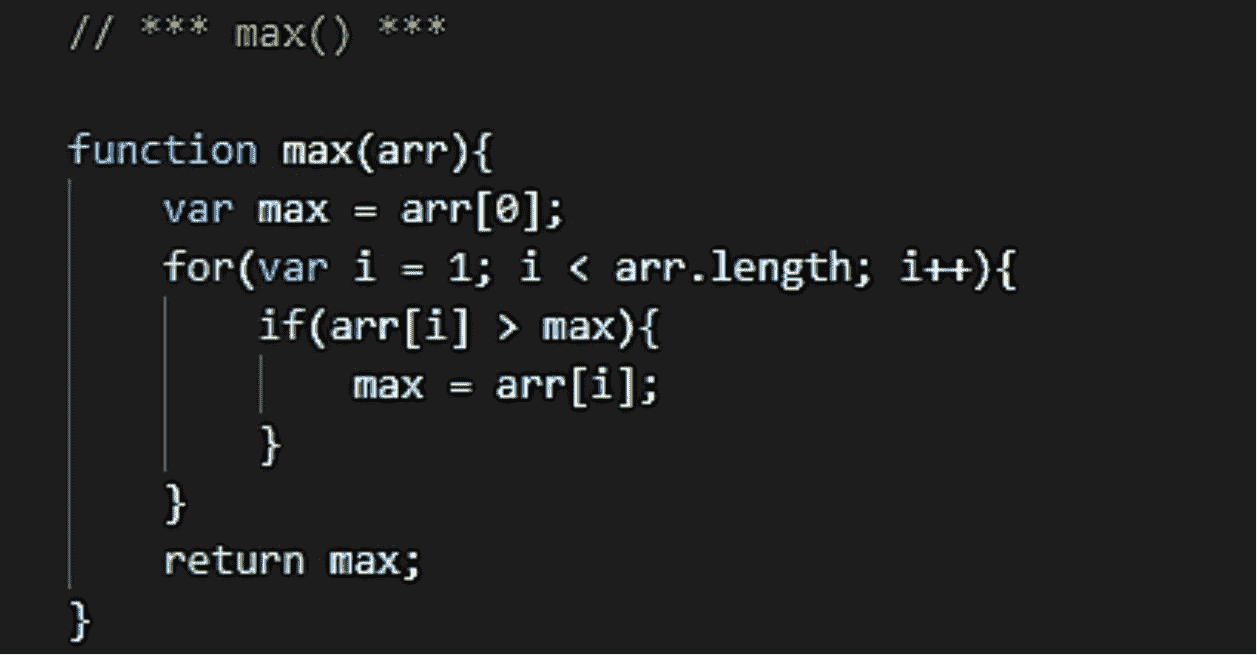 // *** max() ***
function max(arr){
    var max = arr[0];
    for(var i = 1; i < arr.length; i++){
        if(arr[i] > max){
            max = arr[i];
        }
    }
    return max;
}